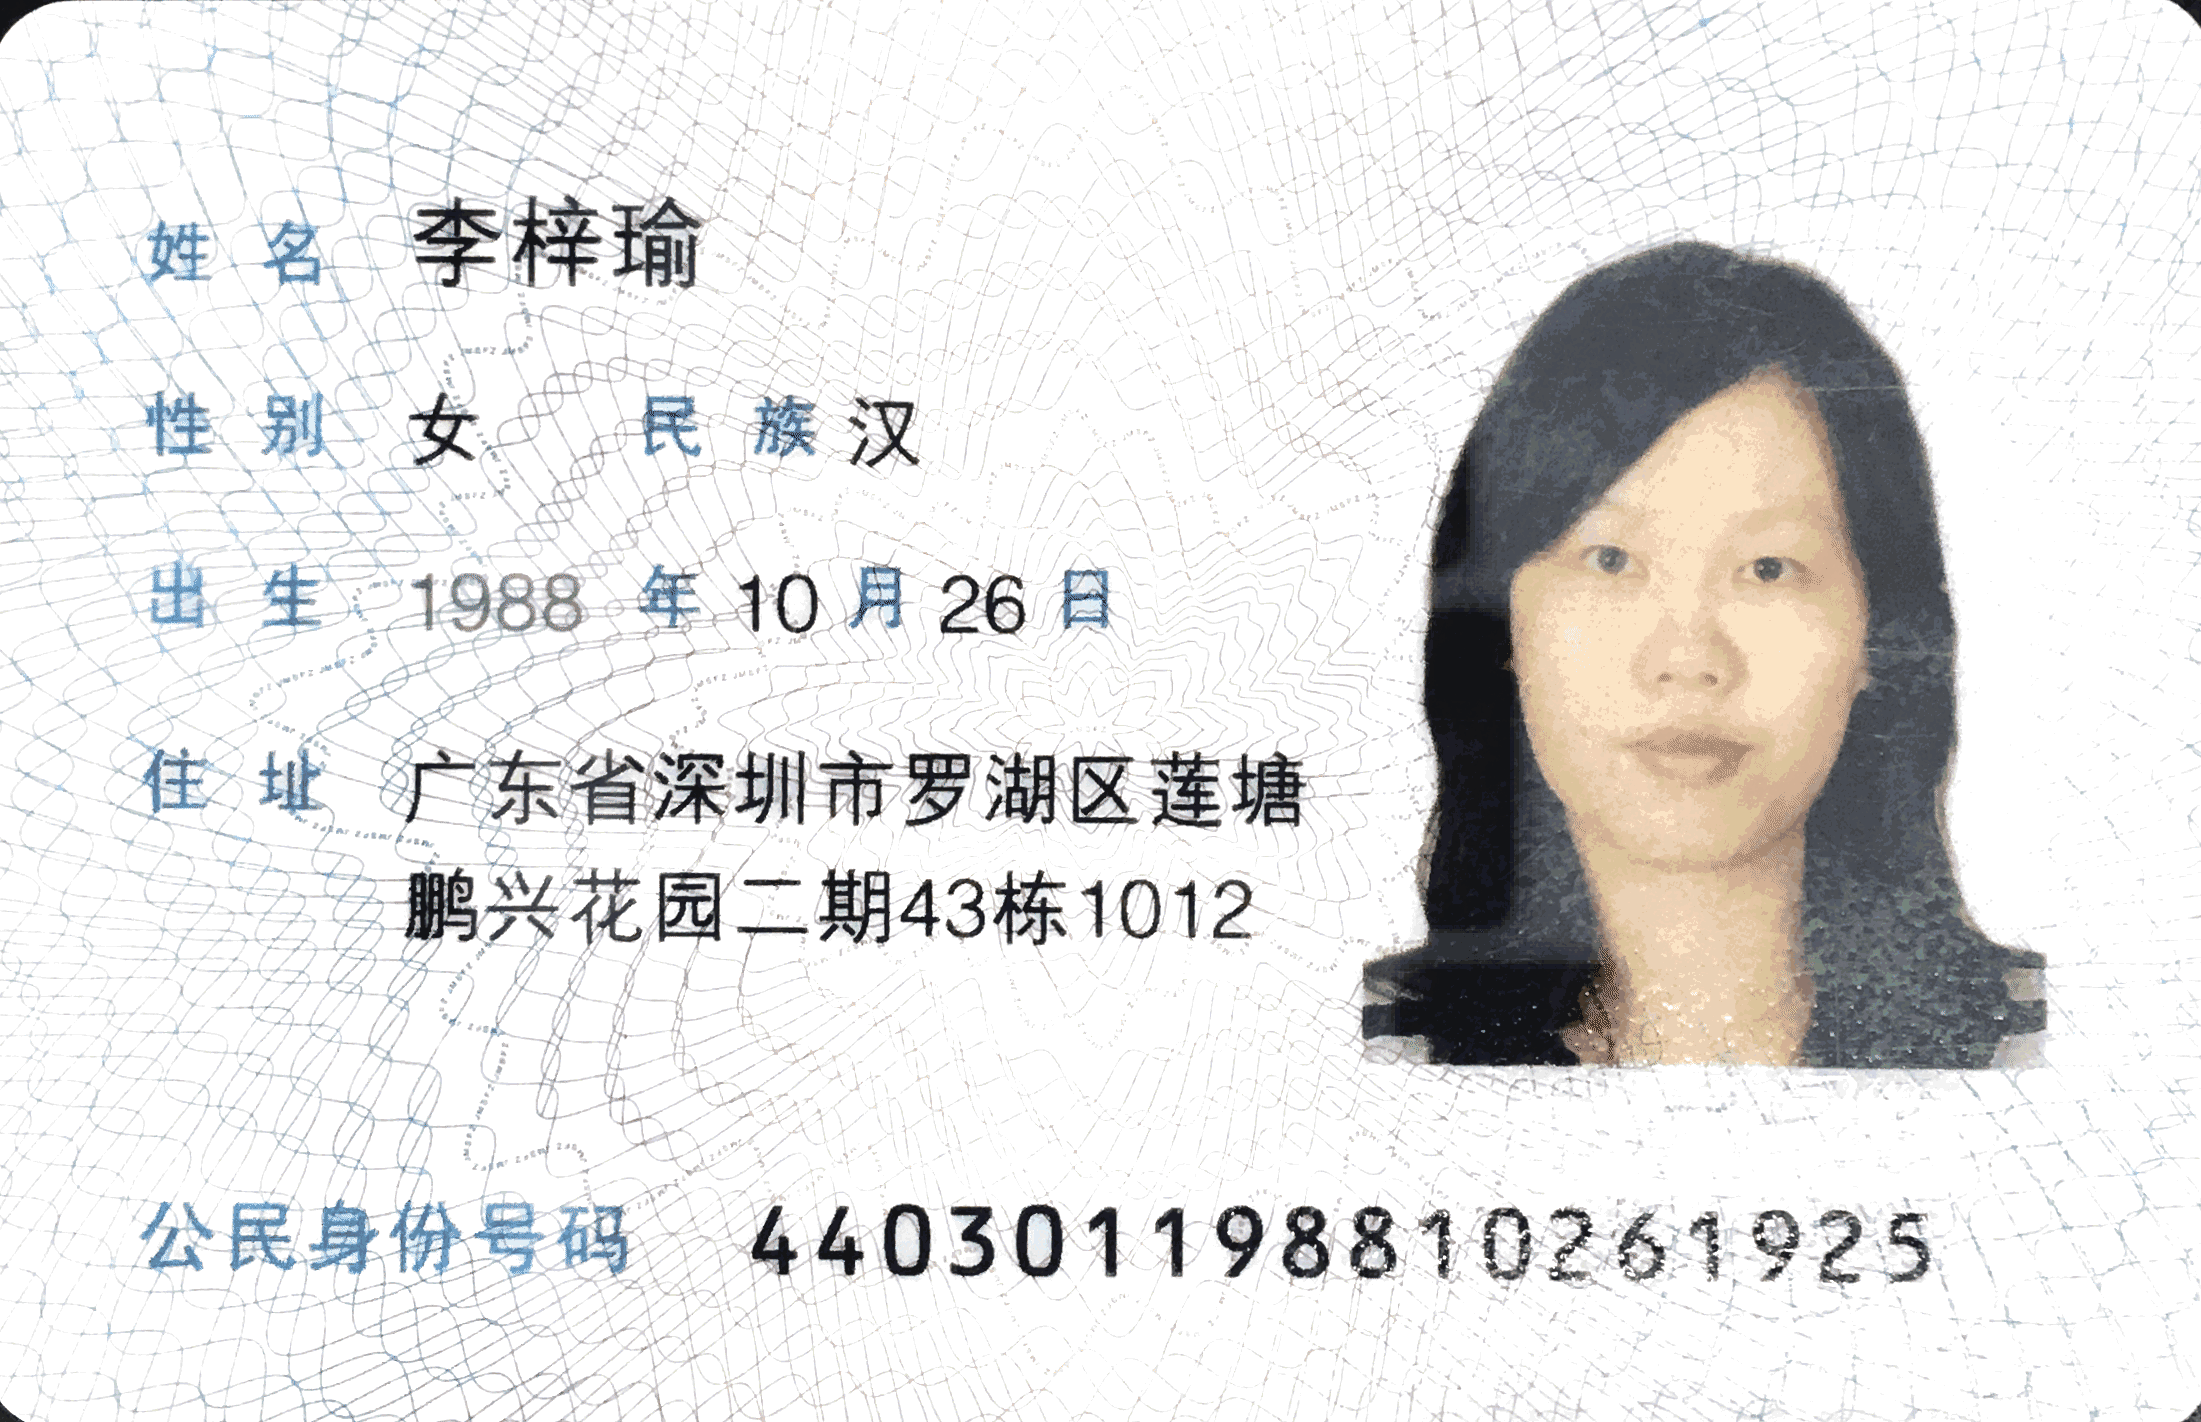 姓名 李梓瑜
性别 女 民族 汉
出生 1988 年 10 月 26 日
住址 广东省深圳市罗湖区莲塘
鹏兴花园二期43栋1012
公民身份号码 440301198810261925